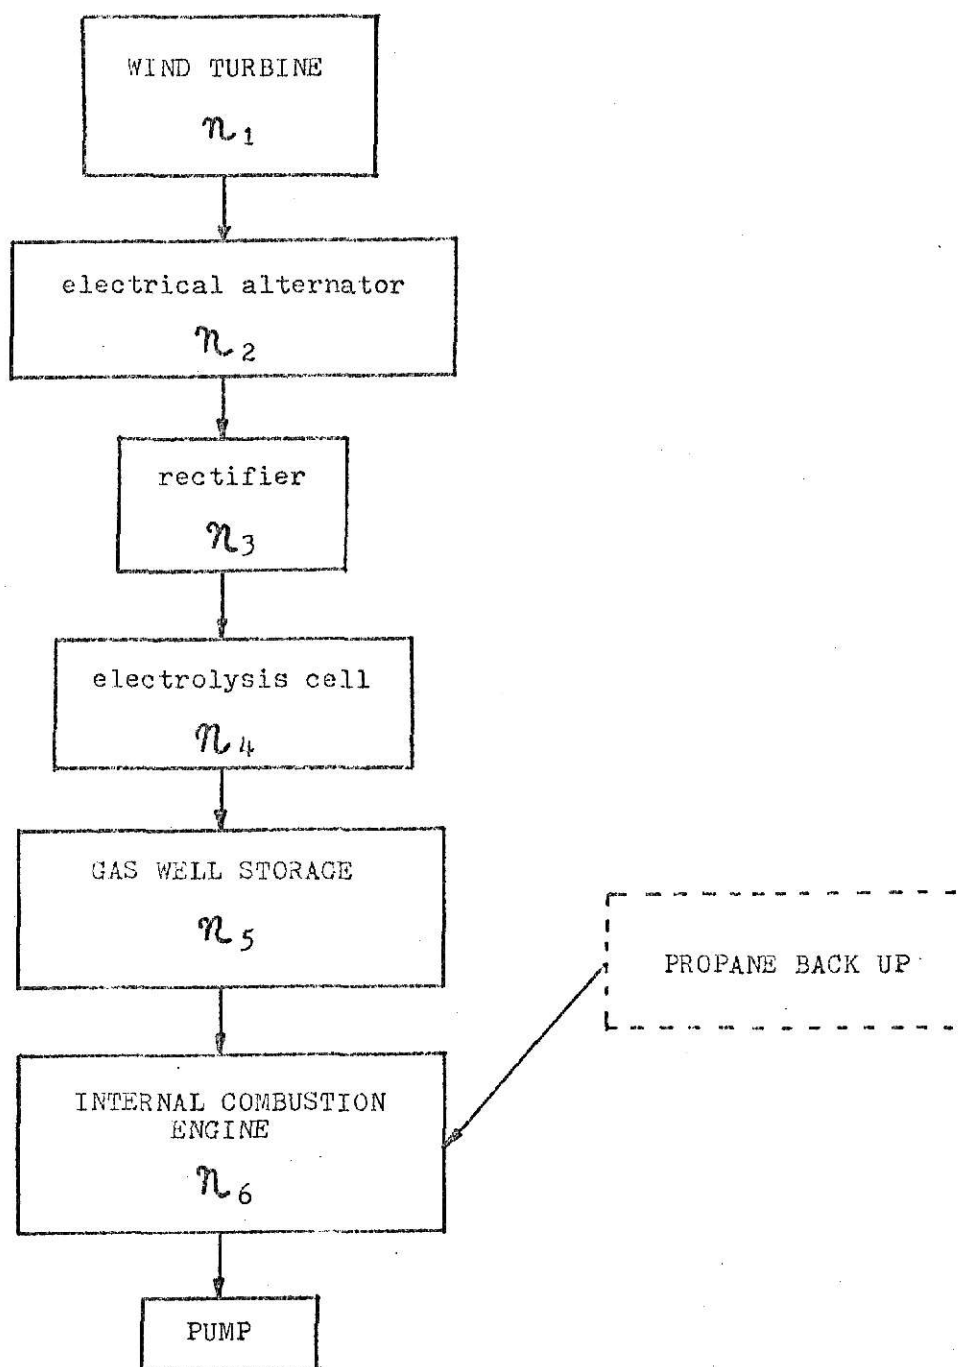 WIND TURBINE
η1
electrical alternator
η2
rectifier
η3
electrolysis cell
η4
GAS WELL STORAGE
η5
PROPANE BACK UP
INTERNAL COMBUSTION
ENGINE
η6
PUMP